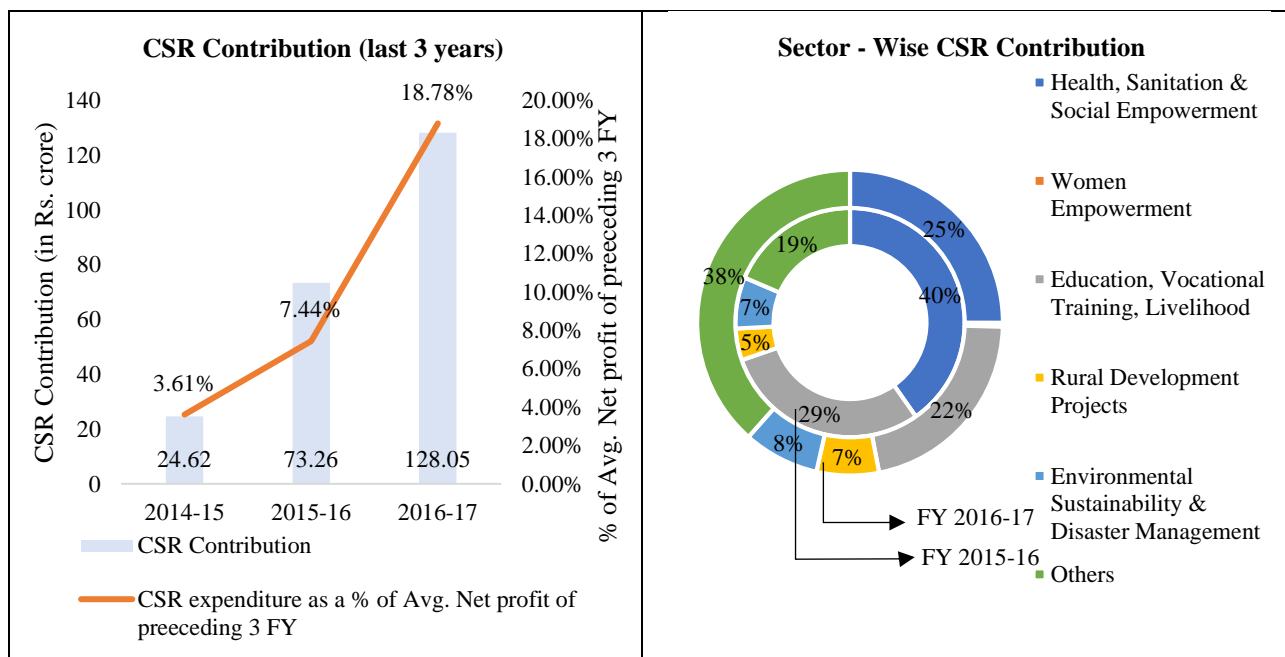 CSR Contribution (last 3 years)
CSR Contribution (in Rs. crore)
140
120
100
80
60
40
20
0
18.78%
7.44%
3.61%
24.62
73.26
128.05
2014-15
2015-16
2016-17
20.00%
18.00%
16.00%
14.00%
12.00%
10.00%
8.00%
6.00%
4.00%
2.00%
0.00%
% of Avg. Net profit of preeceding 3 FY
CSR Contribution
CSR expenditure as a % of Avg. Net profit of
preeceding 3 FY
Sector - Wise CSR Contribution
25%
19%
38%
40%
7%
5%
29%
22%
8%
7%
FY 2016-17
FY 2015-16
Health, Sanitation &
Social Empowerment
Women
Empowerment
Education, Vocational
Training, Livelihood
Rural Development
Projects
Environmental
Sustainability &
Disaster Management
Others